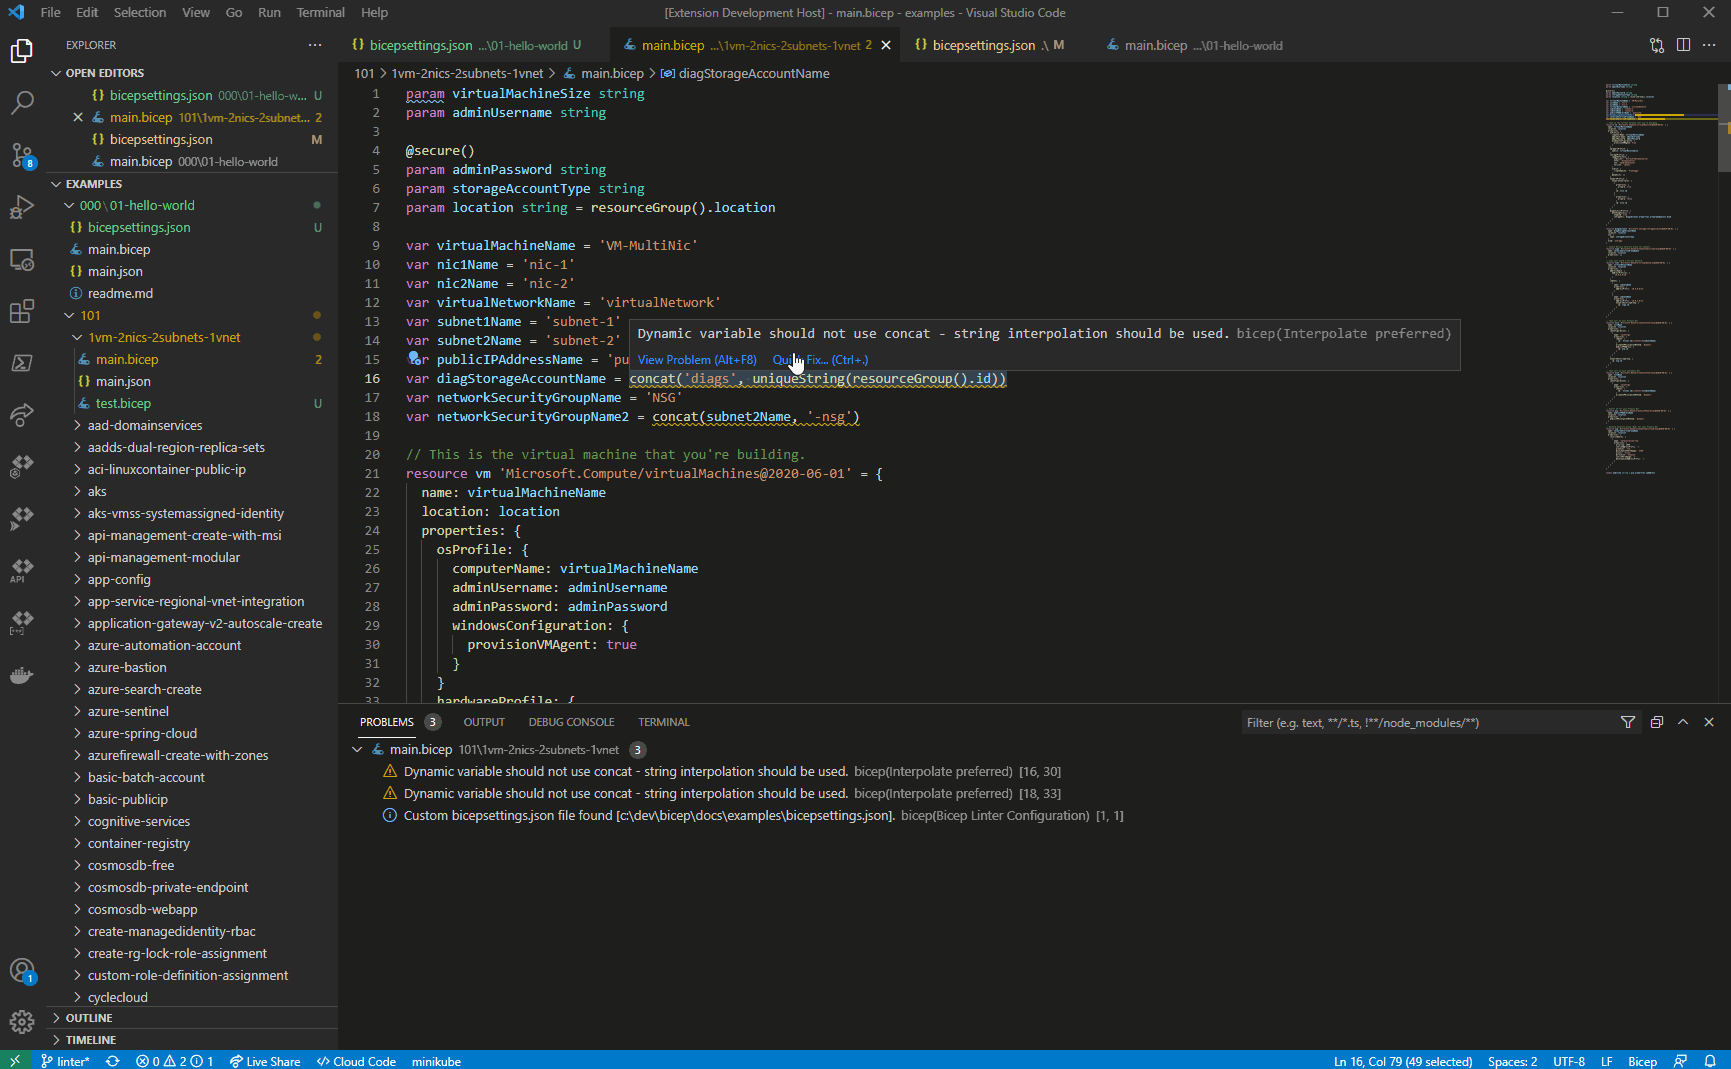 File Edit Selection View Go Run Terminal Help
[Extension Development Host] - main.bicep - examples - Visual Studio Code
EXPLORER
OPEN EDITORS
{} bicepsettings.json 000\01-hello-w... U
main.bicep 101\1vm-2nics-2subnet... 2
{} bicepsettings.json M
main.bicep 000\01-hello-world
EXAMPLES
000\01-hello-world
{} bicepsettings.json U
main.bicep
{} main.json
readme.md
101
1vm-2nics-2subnets-1vnet
main.bicep 2
{} main.json
test.bicep U
aad-domainservices
aadds-dual-region-replica-sets
aci-linuxcontainer-public-ip
aks
aks-vmss-systemassigned-identity
api-management-create-with-msi
api-management-modular
app-config
app-service-regional-vnet-integration
application-gateway-v2-autoscale-create
azure-automation-account
azure-bastion
azure-search-create
azure-sentinel
azure-spring-cloud
azurefirewall-create-with-zones
basic-batch-account
basic-publicip
cognitive-services
container-registry
cosmosdb-free
cosmosdb-private-endpoint
cosmosdb-webapp
create-managedidentity-rbac
create-rg-lock-role-assignment
custom-role-definition-assignment
cyclecloud
OUTLINE
TIMELINE
8
API
1
{} bicepsettings.json ...\01-hello-world U
main.bicep ...\1vm-2nics-2subnets-1vnet 2
{} bicepsettings.json .\ M
main.bicep ...\01-hello-world
101 > 1vm-2nics-2subnets-1vnet > main.bicep > diagStorageAccountName
1 param virtualMachineSize string
2 param adminUsername string
3
4 @secure()
5 param adminPassword string
6 param storageAccountType string
7 param location string = resourceGroup().location
8
9 var virtualMachineName = 'VM-MultiNic'
10 var nic1Name = 'nic-1'
11 var nic2Name = 'nic-2'
12 var virtualNetworkName = 'virtualNetwork'
13 var subnet1Name = 'subnet-1'
14 var subnet2Name = 'subnet-2'
15 r publicIPAddressName = 'pu
Dynamic variable should not use concat - string interpolation should be used. bicep(Interpolate preferred)
View Problem (Alt+F8) Quick Fix... (Ctrl+.)
16 var diagStorageAccountName = concat('diags', uniqueString(resourceGroup().id))
17 var networkSecurityGroupName = 'NSG'
18 var networkSecurityGroupName2 = concat(subnet2Name, '-nsg')
19
20 // This is the virtual machine that you're building.
21 resource vm 'Microsoft.Compute/virtualMachines@2020-06-01' = {
22 name: virtualMachineName
23 location: location
24 properties: {
25 osProfile: {
26 computerName: virtualMachineName
27 adminUsername: adminUsername
28 adminPassword: adminPassword
29 windowsConfiguration: {
30 provisionVMAgent: true
31 }
32 }
33 hardwareProfile: {
PROBLEMS 3 OUTPUT DEBUG CONSOLE TERMINAL
Filter (e.g. text, **/*.ts, !**/node_modules/**)
main.bicep 101\1vm-2nics-2subnets-1vnet 3
Dynamic variable should not use concat - string interpolation should be used. bicep(Interpolate preferred) [16, 30]
Dynamic variable should not use concat - string interpolation should be used. bicep(Interpolate preferred) [18, 33]
Custom bicepsettings.json file found [c:\dev\bicep\docs\examples\bicepsettings.json]. bicep(Bicep Linter Configuration) [1, 1]
linter* 0 2 1 Live Share Cloud Code minikube
Ln 16, Col 79 (49 selected) Spaces: 2 UTF-8 LF Bicep